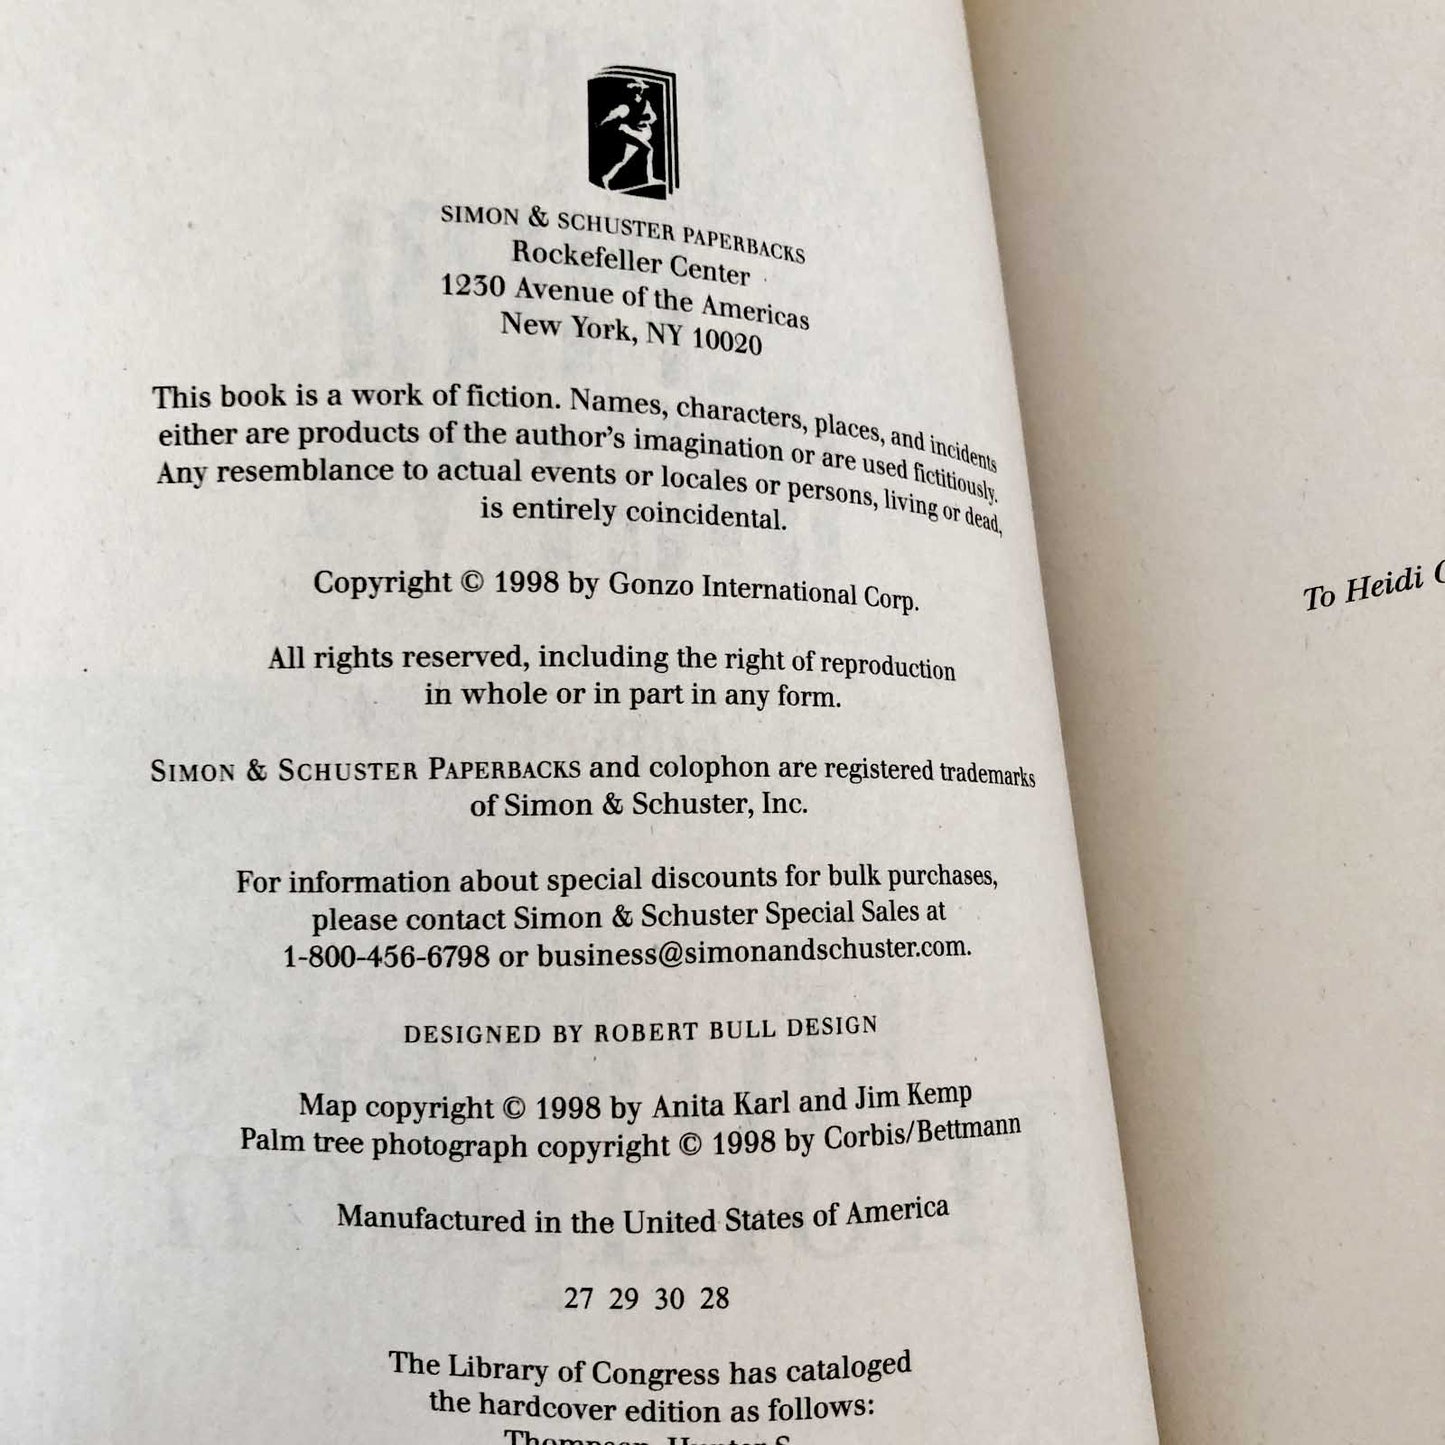 SIMON & SCHUSTER PAPERBACKS
Rockefeller Center
1230 Avenue of the Americas
New York, NY 10020
This book is a work of fiction. Names, characters, places, and incidents
either are products of the author's imagination or are used fictitiously.
Any resemblance to actual events or locales or persons, living or dead,
is entirely coincidental.
Copyright © 1998 by Gonzo International Corp.
All rights reserved, including the right of reproduction
in whole or in part in any form.
SIMON & SCHUSTER PAPERBACKS and colophon are registered trademarks
of Simon & Schuster, Inc.
For information about special discounts for bulk purchases,
please contact Simon & Schuster Special Sales at
1-800-456-6798 or business@simonandschuster.com.
DESIGNED BY ROBERT BULL DESIGN
Map copyright © 1998 by Anita Karl and Jim Kemp
Palm tree photograph copyright © 1998 by Corbis/Bettmann
Manufactured in the United States of America
27 29 30 28
The Library of Congress has cataloged
the hardcover edition as follows:
Thompson, Hunter S.
To Heidi